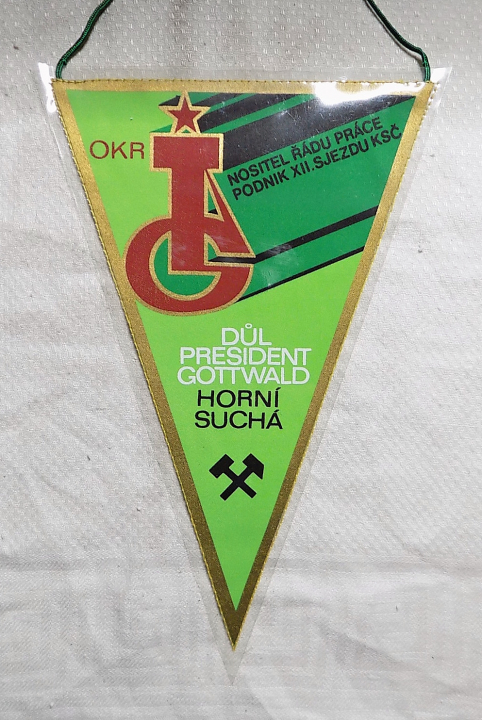 OKR
NOSITEL ŘÁDU PRÁCE
PODNIK XII.SJEZDU KSČ
DŮL
PRESIDENT
GOTTWALD
HORNÍ
SUCHÁ